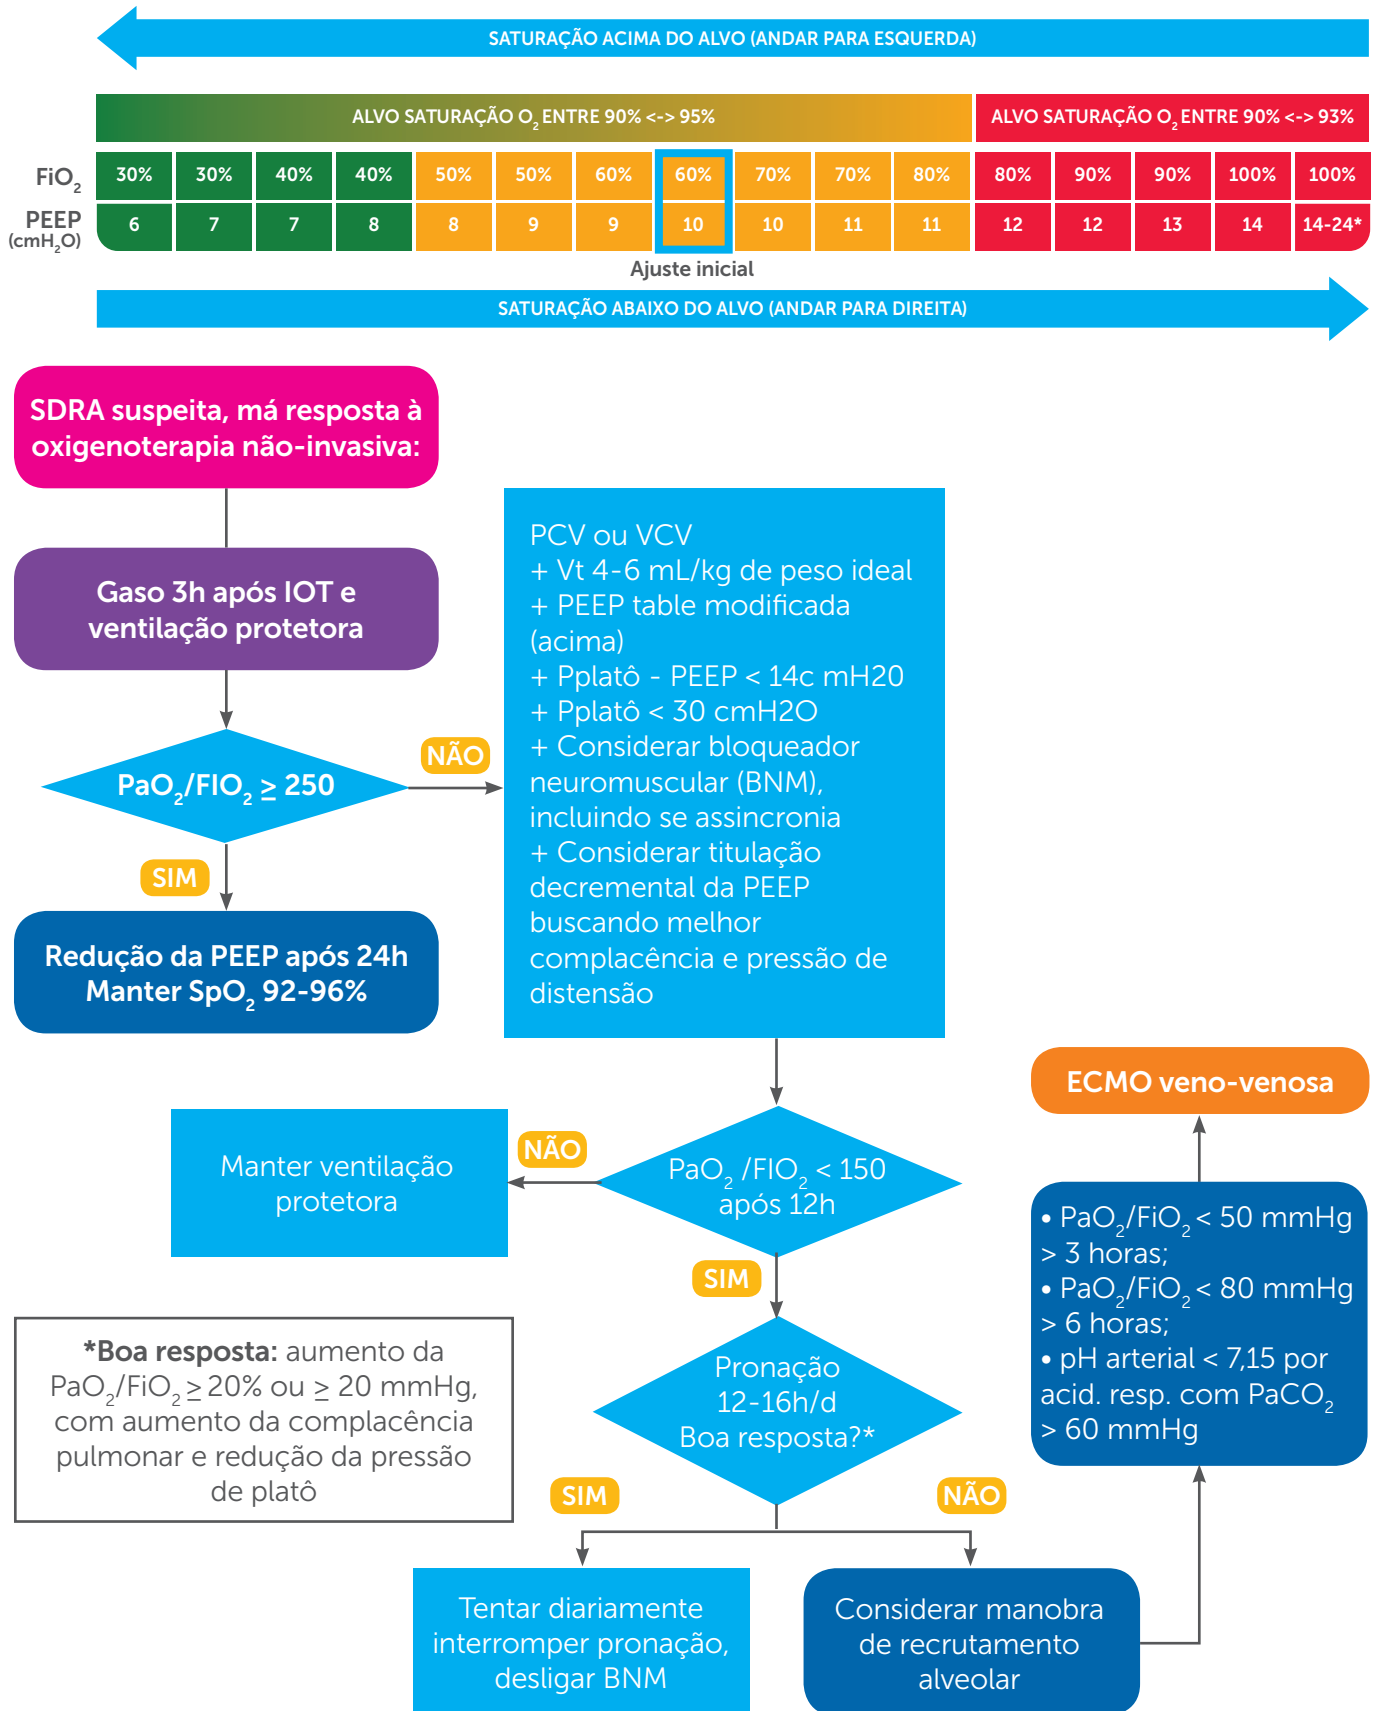 SATURAÇÃO ACIMA DO ALVO (ANDAR PARA ESQUERDA)
ALVO SATURAÇÃO O2 ENTRE 90% <-> 95%
ALVO SATURAÇÃO O2 ENTRE 90% <-> 93%
FiO2 30% 30% 40% 40% 50% 50% 60% 60% 70% 70% 80% 80% 90% 90% 100% 100%
PEEP (cmH2O) 6 7 7 8 8 9 9 10 10 11 11 12 12 13 14 14-24*
Ajuste inicial
SATURAÇÃO ABAIXO DO ALVO (ANDAR PARA DIREITA)
SDRA suspeita, má resposta à
oxigenoterapia não-invasiva:
Gaso 3h após IOT e
ventilação protetora
PaO2/FIO2 ≥ 250
NÃO
SIM
Redução da PEEP após 24h
Manter SpO2 92-96%
PCV ou VCV
+ Vt 4-6 mL/kg de peso ideal
+ PEEP table modificada
(acima)
+ Pplatô - PEEP < 14c mH20
+ Pplatô < 30 cmH2O
+ Considerar bloqueador
neuromuscular (BNM),
incluindo se assincronia
+ Considerar titulação
decremental da PEEP
buscando melhor
complacência e pressão de
distensão
PaO2 /FIO2 < 150
após 12h
NÃO
Manter ventilação
protetora
SIM
Pronação
12-16h/d
Boa resposta?*
*Boa resposta: aumento da
PaO2/FiO2 ≥ 20% ou ≥ 20 mmHg,
com aumento da complacência
pulmonar e redução da pressão
de platô
SIM
NÃO
Tentar diariamente
interromper pronação,
desligar BNM
Considerar manobra
de recrutamento
alveolar
• PaO2/FiO2 < 50 mmHg
> 3 horas;
• PaO2/FiO2 < 80 mmHg
> 6 horas;
• pH arterial < 7,15 por
acid. resp. com PaCO2
> 60 mmHg
ECMO veno-venosa